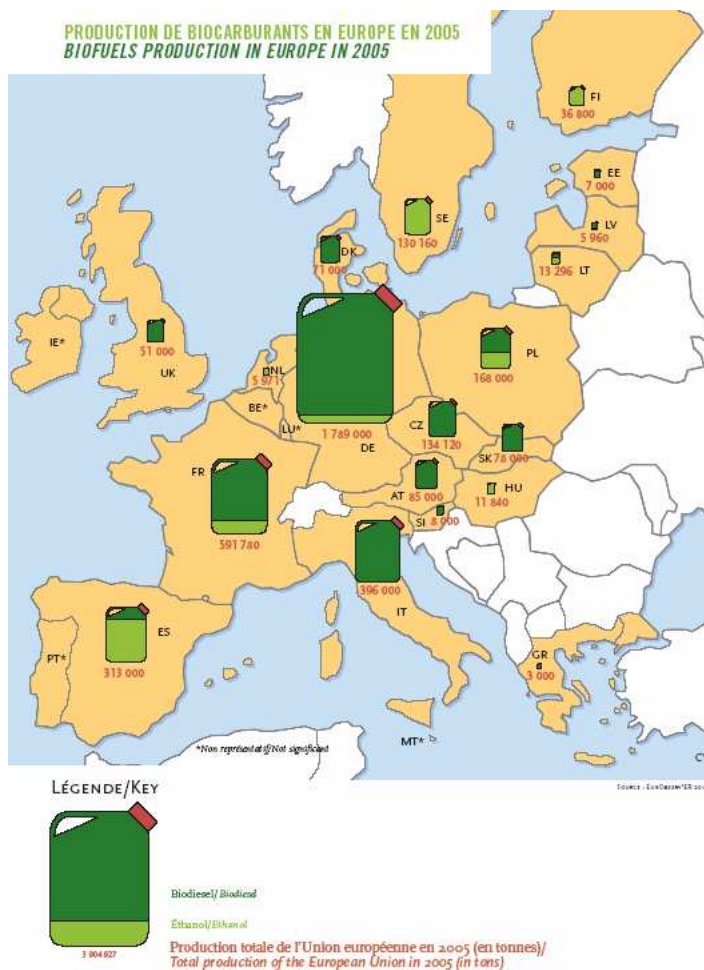 PRODUCTION DE BIOCARBURANTS EN EUROPE EN 2005
BIOFUELS PRODUCTION IN EUROPE IN 2005
FI
36 800
EE
7 000
SE
130 160
LV
5 960
DK
71 000
13 296
LT
IE*
51 000
UK
NL
5 971
PL
168 000
BE*
LU*
1 789 000
DE
CZ
134 120
SK
78 000
FR
591 780
AT
85 000
HU
11 840
SI
8 000
396 000
IT
ES
PT*
313 000
GR
3 000
*Non représentatif/Not significant
MT*
LÉGENDE/KEY
Biodiesel/Biodiesel
Éthanol/Ethanol
Production totale de l'Union européenne en 2005 (en tonnes)/
Total production of the European Union in 2005 (in tons)